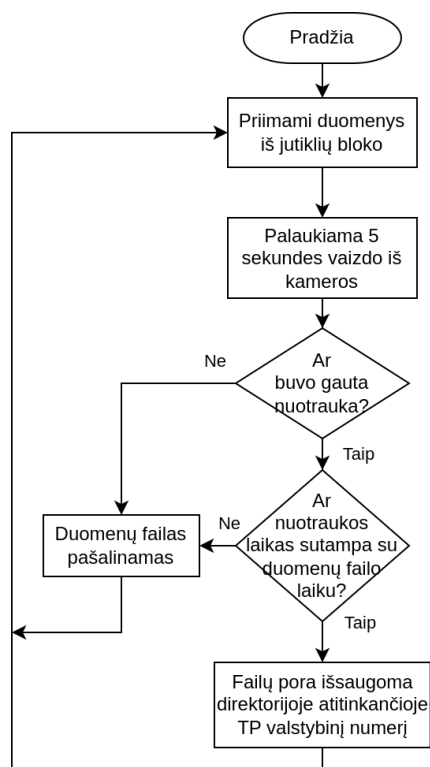 Pradžia
Priimami duomenys
iš jutiklių bloko
Palaukiama 5
sekundes vaizdo iš
kameros
Ar
buvo gauta
nuotrauka?
Ne
Taip
Ar
nuotraukos
laikas sutampa su
duomenų failo
laiku?
Ne
Taip
Duomenų failas
pašalinamas
Failų pora išsaugoma
direktorijoje atitinkančioje
TP valstybinį numerį